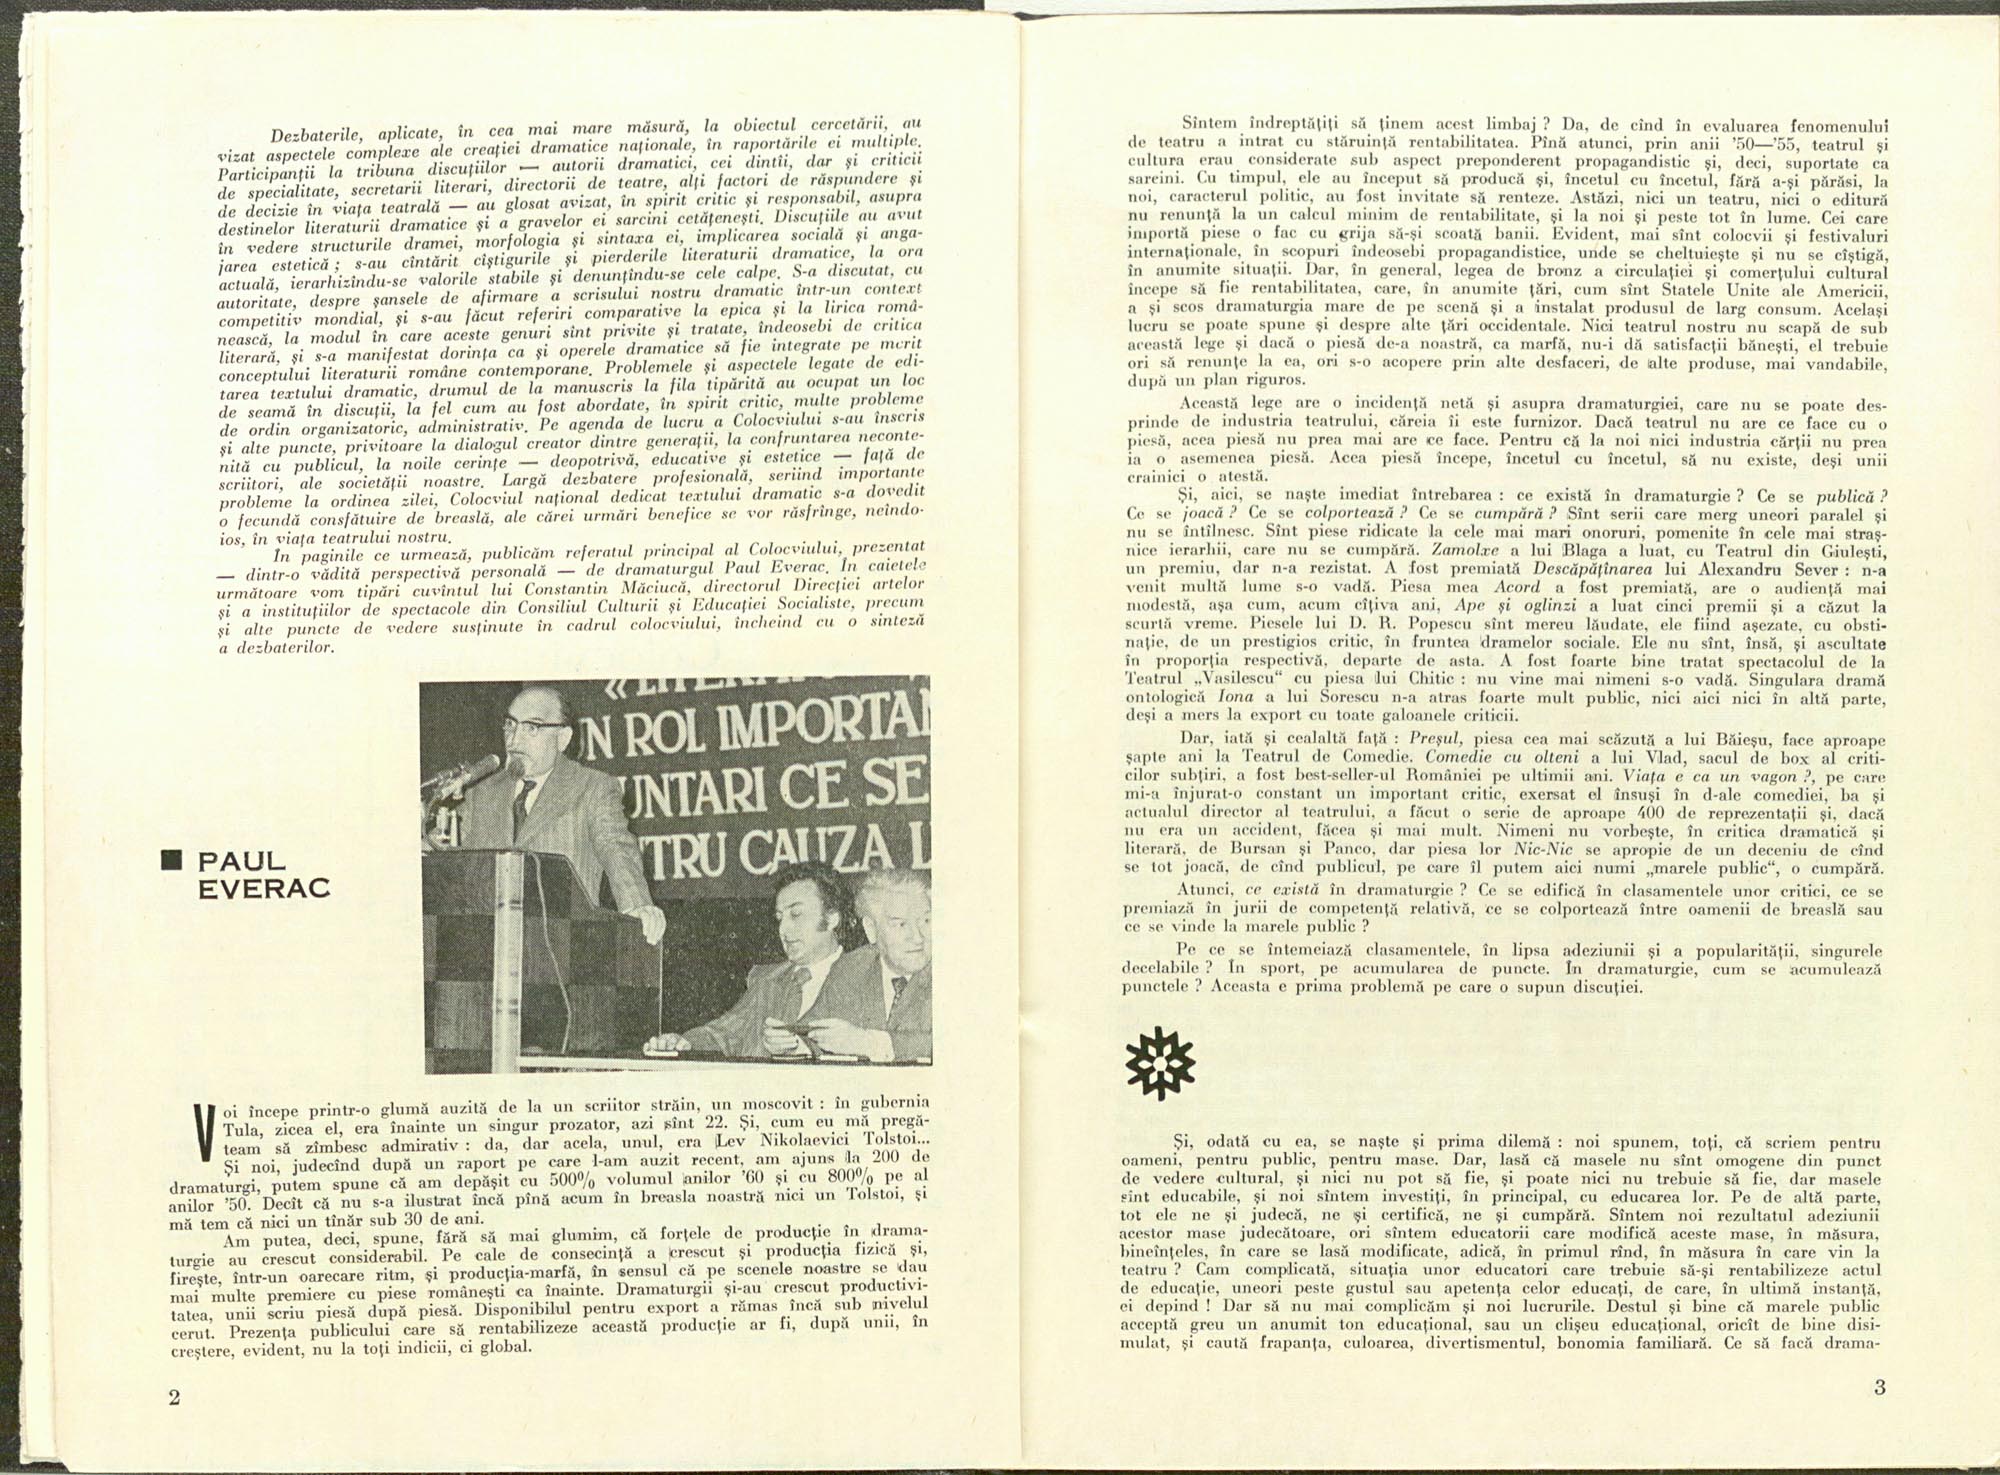 Dezbaterile, aplicate, în cea mai mare măsură, la obiectul cercetării, au
vizat aspectele complexe ale creației dramatice naționale, în raportările ei multiple.
Participanții la tribuna discuțiilor — autorii dramatici, cei dintîi, dar și criticii
de specialitate, secretarii literari, directorii de teatre, alți factori de răspundere și
de decizie în viața teatrală — au glosat avizat, în spirit critic și responsabil, asupra
destinelor literaturii dramatice și a gravelor ei sarcini cetățenești. Discuțiile au avut
în vedere structurile dramei, morfologia și sintaxa ei, implicarea socială și anga-
jarea estetică ; s-au cîntărit cîștigurile și pierderile literaturii dramatice, la ora
actuală, ierarhizîndu-se valorile stabile și denunțîndu-se cele calpe. S-a discutat, cu
autoritate, despre șansele de afirmare a scrisului nostru dramatic într-un context
competitiv mondial, și s-au făcut referiri comparative la epica și la lirica româ-
nească, la modul în care aceste genuri sînt privite și tratate, îndeosebi de critica
literară, și s-a manifestat dorința ca și operele dramatice să fie integrate pe merit
conceptului literaturii române contemporane. Problemele și aspectele legate de edi-
tarea textului dramatic, drumul de la manuscris la fila tipărită au ocupat un loc
de seamă în discuții, la fel cum au fost abordate, în spirit critic, multe probleme
de ordin organizatoric, administrativ. Pe agenda de lucru a Colocviului s-au înscris
și alte puncte, privitoare la dialogul creator dintre generații, la confruntarea neconte-
nită cu publicul, la noile cerințe — deopotrivă, educative și estetice — față de
scriitori, ale societății noastre. Largă dezbatere profesională, seriind importante
probleme la ordinea zilei, Colocviul național dedicat textului dramatic s-a dovedit
o fecundă consfătuire de breaslă, ale cărei urmări benefice se vor răsfrînge, neîndo-
ios, în viața teatrului nostru.
În paginile ce urmează, publicăm referatul principal al Colocviului, prezentat
— dintr-o vădită perspectivă personală — de dramaturgul Paul Everac. În caietele
următoare vom tipări cuvîntul lui Constantin Măciucă, directorul Direcției artelor
și a instituțiilor de spectacole din Consiliul Culturii și Educației Socialiste, precum
și alte puncte de vedere susținute în cadrul colocviului, încheind cu o sinteză
a dezbaterilor.
N ROL IMPORTAN
UNTARI CE SE
TRU CAUZA L
PAUL
EVERAC
Voi începe printr-o glumă auzită de la un scriitor străin, un moscovit : în gubernia
Tula, zicea el, era înainte un singur prozator, azi sînt 22. Și, cum eu mă pregă-
team să zîmbesc admirativ : da, dar acela, unul, era Lev Nikolaevici Tolstoi...
Și noi, judecînd după un raport pe care l-am auzit recent, am ajuns la 200 de
dramaturgi, putem spune că am depășit cu 500% volumul anilor '60 și cu 800% pe al
anilor '50. Decît că nu s-a ilustrat încă pînă acum în breasla noastră nici un Tolstoi, și
mă tem că nici un tînăr sub 30 de ani.
Am putea, deci, spune, fără să mai glumim, că forțele de producție în drama-
turgie au crescut considerabil. Pe cale de consecință a crescut și producția fizică și,
firește, într-un oarecare ritm, și producția-marfă, în sensul că pe scenele noastre se dau
mai multe premiere cu piese românești ca înainte. Dramaturgii și-au crescut productivi-
tatea, unii scriu piesă după piesă. Disponibilul pentru export a rămas încă sub nivelul
cerut. Prezența publicului care să rentabilizeze această producție ar fi, după unii, în
creștere, evident, nu la toți indicii, ci global.
2
Sîntem îndreptățiți să ținem acest limbaj ? Da, de cînd în evaluarea fenomenului
de teatru a intrat cu stăruință rentabilitatea. Pînă atunci, prin anii '50—'55, teatrul și
cultura erau considerate sub aspect preponderent propagandistic și, deci, suportate ca
sareini. Cu timpul, ele au început să producă și, încetul cu încetul, fără a-și părăsi, la
noi, caracterul politic, au fost invitate să renteze. Astăzi, nici un teatru, nici o editură
nu renunță la un calcul minim de rentabilitate, și la noi și peste tot în lume. Cei care
importă piese o fac cu grija să-și scoată banii. Evident, mai sînt colocvii și festivaluri
internaționale, în scopuri îndeosebi propagandistice, unde se cheltuiește și nu se cîștigă,
în anumite situații. Dar, în general, legea de bronz a circulației și comerțului cultural
începe să fie rentabilitatea, care, în anumite țări, cum sînt Statele Unite ale Americii,
a și scos dramaturgia mare de pe scenă și a instalat produsul de larg consum. Același
lucru se poate spune și despre alte țări occidentale. Nici teatrul nostru nu scapă de sub
această lege și dacă o piesă de-a noastră, ca marfă, nu-i dă satisfacții bănești, el trebuie
ori să renunțe la ea, ori s-o acopere prin alte desfaceri, de alte produse, mai vandabile,
după un plan riguros.
Această lege are o incidență netă și asupra dramaturgiei, care nu se poate des-
prinde de industria teatrului, căreia îi este furnizor. Dacă teatrul nu are ce face cu o
piesă, acea piesă nu prea mai are ce face. Pentru că la noi nici industria cărții nu prea
ia o asemenea piesă. Acea piesă începe, încetul cu încetul, să nu existe, deși unii
crainici o atestă.
Și, aici, se naște imediat întrebarea : ce există în dramaturgie ? Ce se publică ?
Ce se joacă ? Ce se colportează ? Ce se cumpără ? Sînt serii care merg uneori paralel și
nu se întîlnesc. Sînt piese ridicate la cele mai mari onoruri, pomenite în cele mai straș-
nice ierarhii, care nu se cumpără. Zamolxe a lui Blaga a luat, cu Teatrul din Giulești,
un premiu, dar n-a rezistat. A fost premiată Descăpățînarea lui Alexandru Sever : n-a
venit multă lume s-o vadă. Piesa mea Acord a fost premiată, are o audiență mai
modestă, așa cum, acum cîțiva ani, Ape și oglinzi a luat cinci premii și a căzut la
scurtă vreme. Piesele lui D. R. Popescu sînt mereu lăudate, ele fiind așezate, cu obsti-
nație, de un prestigios critic, în fruntea dramelor sociale. Ele nu sînt, însă, și ascultate
în proporția respectivă, departe de asta. A fost foarte bine tratat spectacolul de la
Teatrul „Vasilescu“ cu piesa lui Chitic : nu vine mai nimeni s-o vadă. Singulara dramă
ontologică Iona a lui Sorescu n-a atras foarte mult public, nici aici nici în altă parte,
deși a mers la export cu toate galoanele criticii.
Dar, iată și cealaltă față : Preșul, piesa cea mai scăzută a lui Băieșu, face aproape
șapte ani la Teatrul de Comedie. Comedie cu olteni a lui Vlad, sacul de box al criti-
cilor subțiri, a fost best-seller-ul României pe ultimii ani. Viața e ca un vagon ?, pe care
mi-a înjurat-o constant un important critic, exersat el însuși în d-ale comediei, ba și
actualul director al teatrului, a făcut o serie de aproape 400 de reprezentații și, dacă
nu era un accident, făcea și mai mult. Nimeni nu vorbește, în critica dramatică și
literară, de Bursan și Panco, dar piesa lor Nic-Nic se apropie de un deceniu de cînd
se tot joacă, de cînd publicul, pe care îl putem aici numi „marele public“, o cumpără.
Atunci, ce există în dramaturgie ? Ce se edifică în clasamentele unor critici, ce se
premiază în jurii de competență relativă, ce se colportează între oamenii de breaslă sau
ce se vinde la marele public ?
Pe ce se întemeiază clasamentele, în lipsa adeziunii și a popularității, singurele
decelabile ? În sport, pe acumularea de puncte. În dramaturgie, cum se acumulează
punctele ? Aceasta e prima problemă pe care o supun discuției.
Și, odată cu ea, se naște și prima dilemă : noi spunem, toți, că scriem pentru
oameni, pentru public, pentru mase. Dar, lasă că masele nu sînt omogene din punct
de vedere cultural, și nici nu pot să fie, și poate nici nu trebuie să fie, dar masele
sînt educabile, și noi sîntem investiți, în principal, cu educarea lor. Pe de altă parte,
tot ele ne și judecă, ne și certifică, ne și cumpără. Sîntem noi rezultatul adeziunii
acestor mase judecătoare, ori sîntem educatorii care modifică aceste mase, în măsura,
bineînțeles, în care se lasă modificate, adică, în primul rînd, în măsura în care vin la
teatru ? Cam complicată, situația unor educatori care trebuie să-și rentabilizeze actul
de educație, uneori peste gustul sau apetența celor educați, de care, în ultimă instanță,
ei depind ! Dar să nu mai complicăm și noi lucrurile. Destul și bine că marele public
acceptă greu un anumit ton educațional, sau un clișeu educațional, oricît de bine disi-
mulat, și caută frapanța, culoarea, divertismentul, bonomia familiară. Ce să facă drama-
3